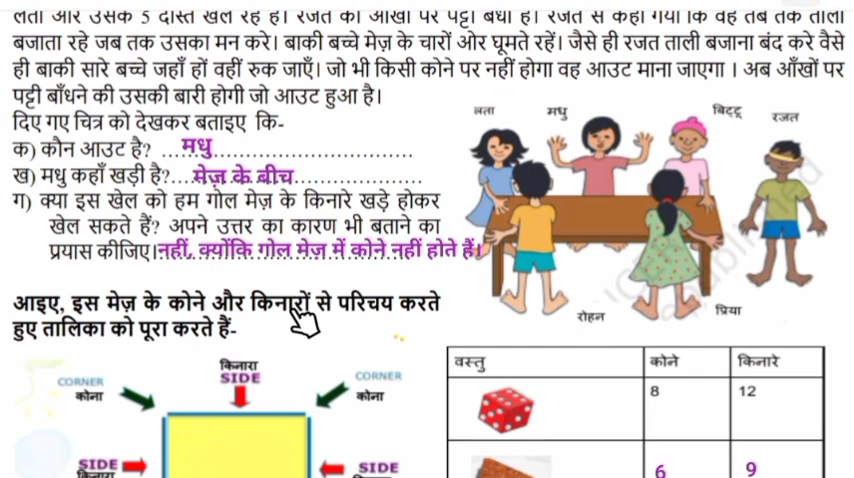 लता और उसके 5 दोस्त खेल रहे हैं। रजत की आँखों पर पट्टी बंधी है। रजत से कहा गया कि वह तब तक ताली
बजाता रहे जब तक उसका मन करे। बाकी बच्चे मेज़ के चारों ओर घूमते रहें। जैसे ही रजत ताली बजाना बंद करे वैसे
ही बाकी सारे बच्चे जहाँ हों वहीं रुक जाएँ। जो भी किसी कोने पर नहीं होगा वह आउट माना जाएगा । अब आँखों पर
पट्टी बाँधने की उसकी बारी होगी जो आउट हुआ है।
दिए गए चित्र को देखकर बताइए कि-
क) कौन आउट है? मधु
ख) मधु कहाँ खड़ी है? मेज़ के बीच
ग) क्या इस खेल को हम गोल मेज़ के किनारे खड़े होकर
खेल सकते हैं? अपने उत्तर का कारण भी बताने का
प्रयास कीजिए। नहीं, क्योंकि गोल मेज़ में कोने नहीं होते हैं।
लता मधु बिट्टू रजत
रोहन प्रिया
आइए, इस मेज़ के कोने और किनारों से परिचय करते
हुए तालिका को पूरा करते हैं-
किनारा
SIDE
CORNER
कोना
CORNER
कोना
SIDE
किनारा
SIDE
वस्तु कोने किनारे
8 12
6 9